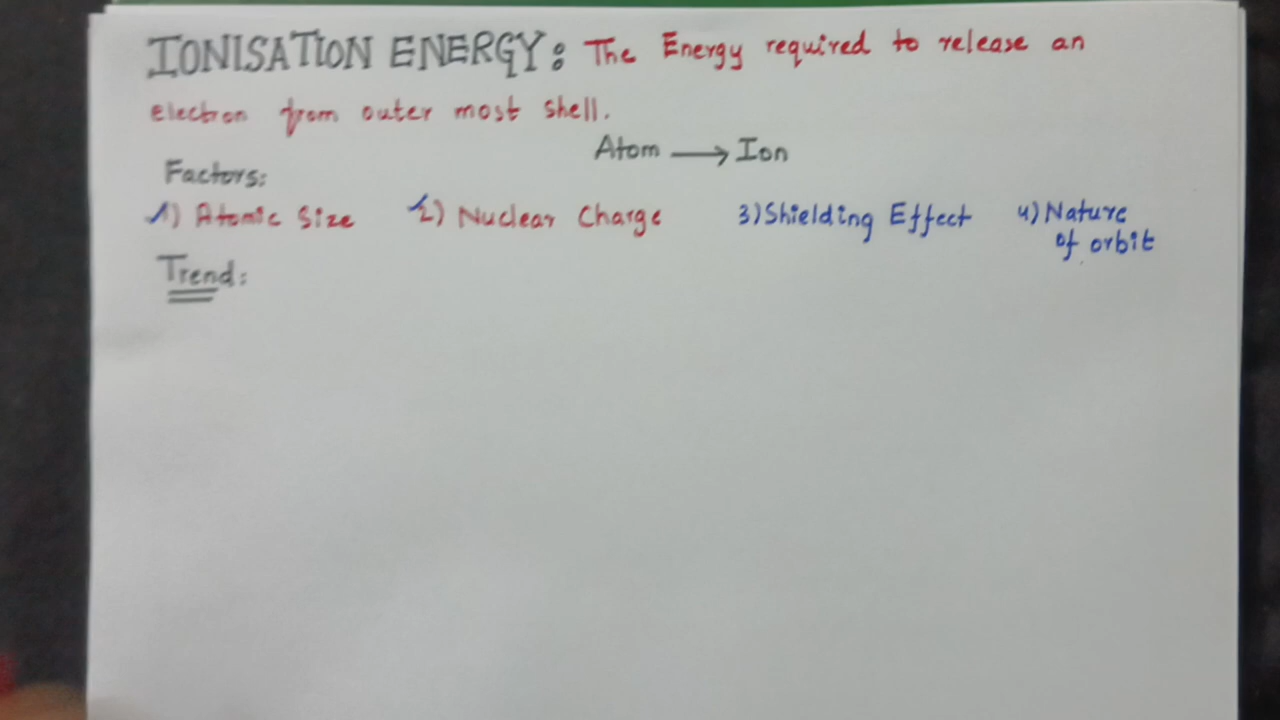 IONISATION ENERGY: The Energy required to release an
electron from outer most shell.
Atom → Ion
Factors:
1) Atomic Size 2) Nuclear Charge 3) Shielding Effect 4) Nature
of orbit
Trend: